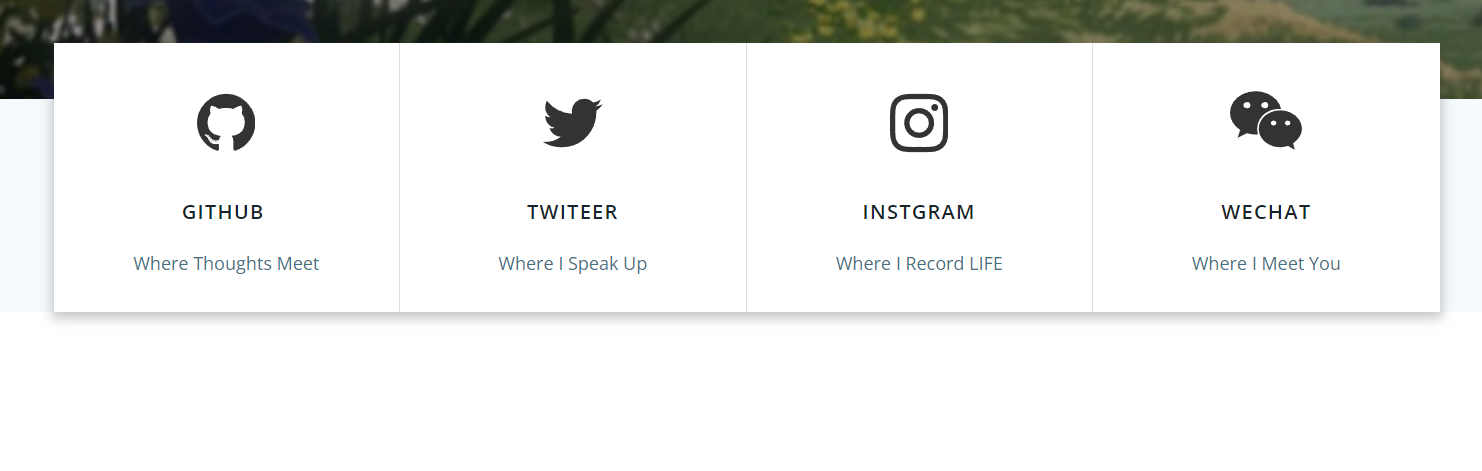 GITHUB
Where Thoughts Meet
TWITEER
Where I Speak Up
INSTGRAM
Where I Record LIFE
WECHAT
Where I Meet You